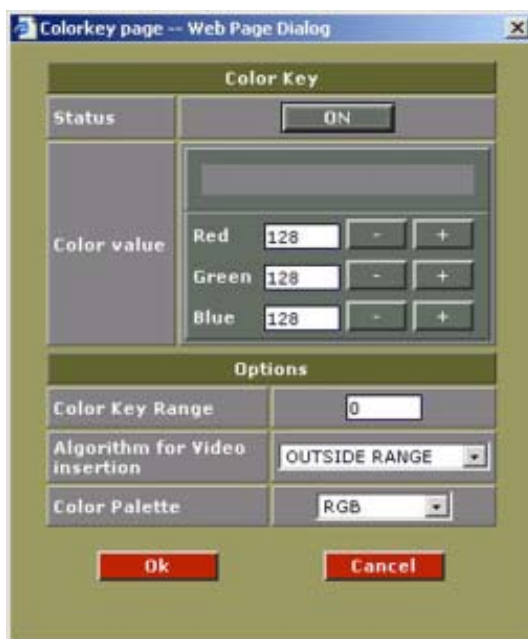 Colorkey page -- Web Page Dialog
Color Key
Status ON
Color value
Red 128 - +
Green 128 - +
Blue 128 - +
Options
Color Key Range 0
Algorithm for Video
insertion OUTSIDE RANGE
Color Palette RGB
Ok Cancel